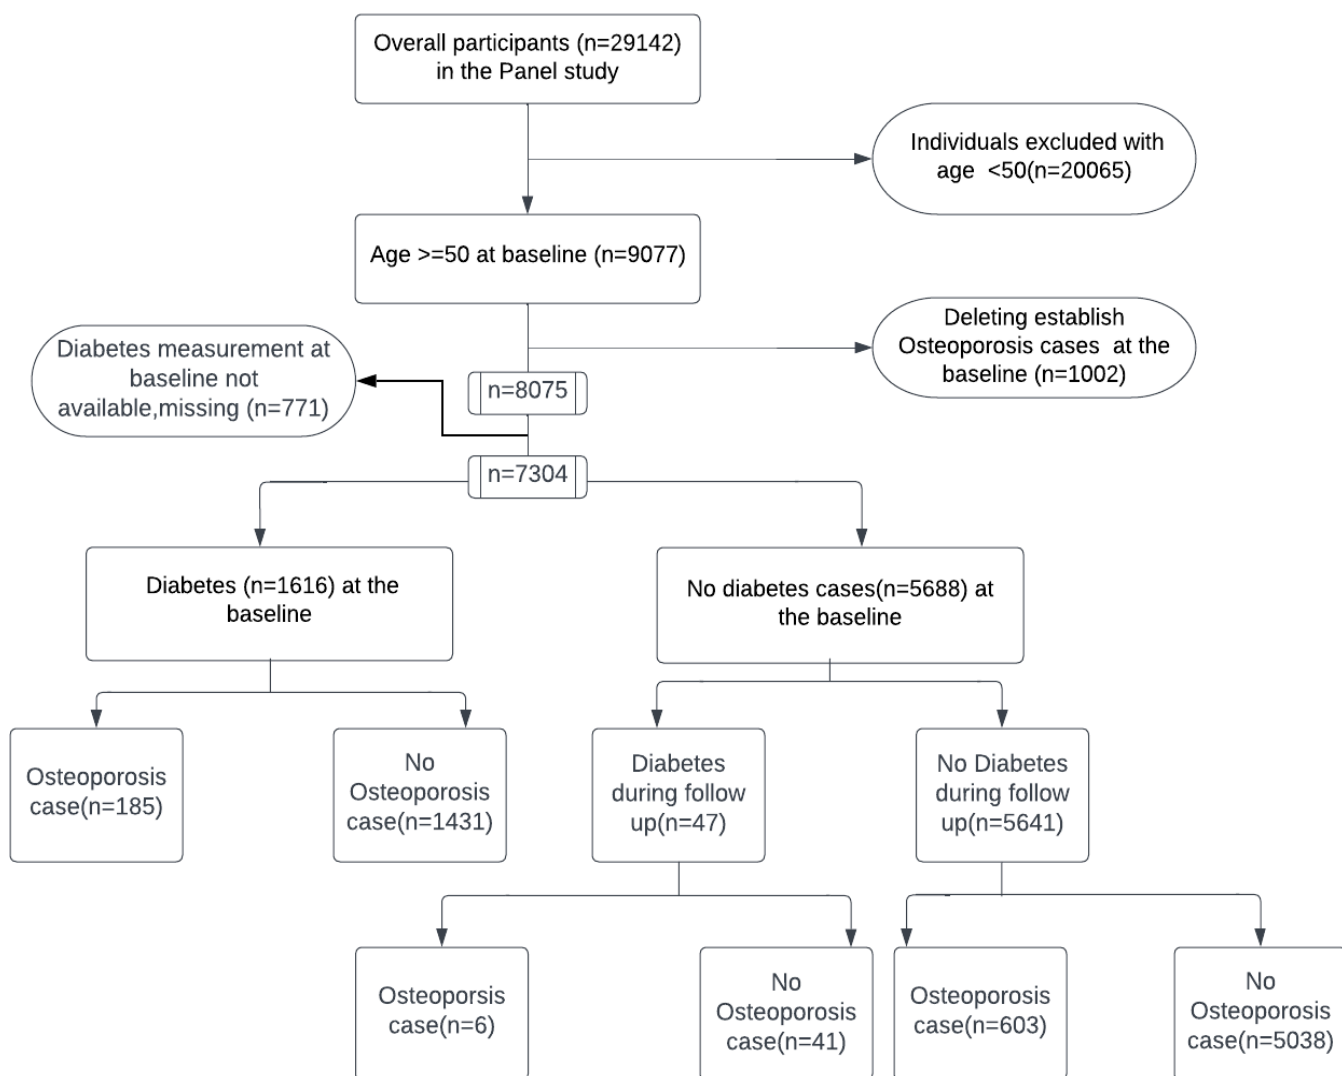 Overall participants (n=29142)
in the Panel study
Individuals excluded with
age  <50(n=20065)
Age >=50 at baseline (n=9077)
Deleting establish
Osteoporosis cases  at the
baseline (n=1002)
Diabetes measurement at
baseline not
available,missing (n=771)
n=8075
n=7304
Diabetes (n=1616) at the
baseline
No diabetes cases(n=5688) at
the baseline
Osteoporosis
case(n=185)
No
Osteoporosis
case(n=1431)
Diabetes
during follow
up(n=47)
No Diabetes
during follow
up(n=5641)
Osteoporsis
case(n=6)
No
Osteoporosis
case(n=41)
Osteoporosis
case(n=603)
No
Osteoporosis
case(n=5038)